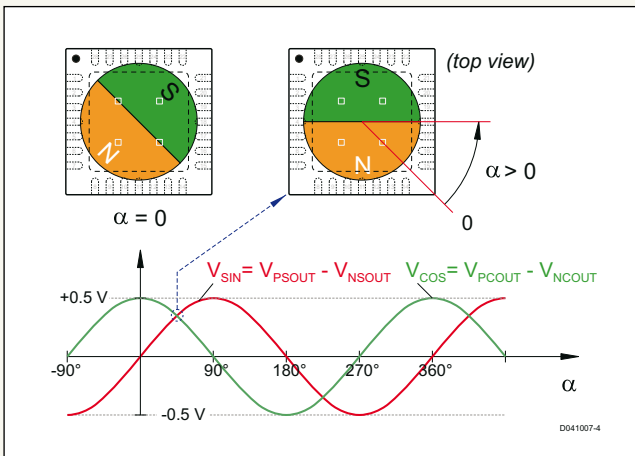 S
N
α = 0
(top view)
S
N
α > 0
0
V_SIN = V_PSOUT - V_NSOUT
V_COS = V_PCOUT - V_NCOUT
+0.5 V
-90°
90°
180°
270°
360°
α
-0.5 V
D041007-4